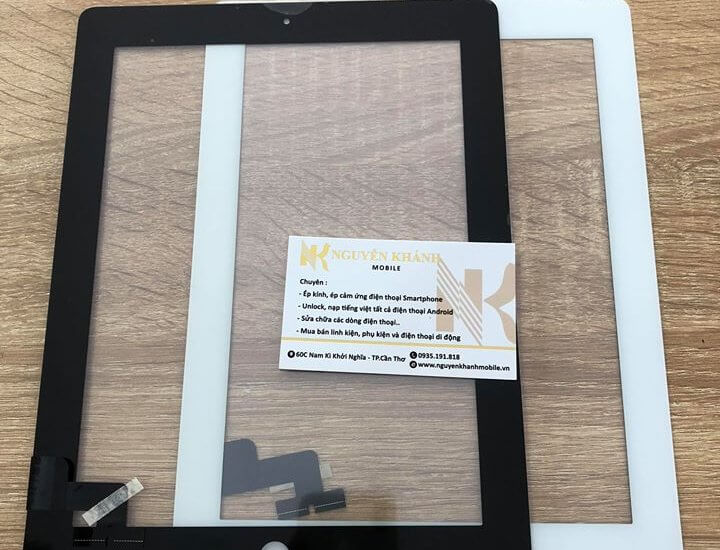 NK NGUYÊN KHÁNH
MOBILE
Chuyên :
- Ép kính, ép cảm ứng điện thoại Smartphone
- Unlock, nạp tiếng việt tất cả điện thoại Android
- Sửa chữa các dòng điện thoại..
- Mua bán linh kiện, phụ kiện và điện thoại di động
60C Nam Kì Khởi Nghĩa - TP.Cần Thơ
0935.191.818
www.nguyenkhanhmobile.vn